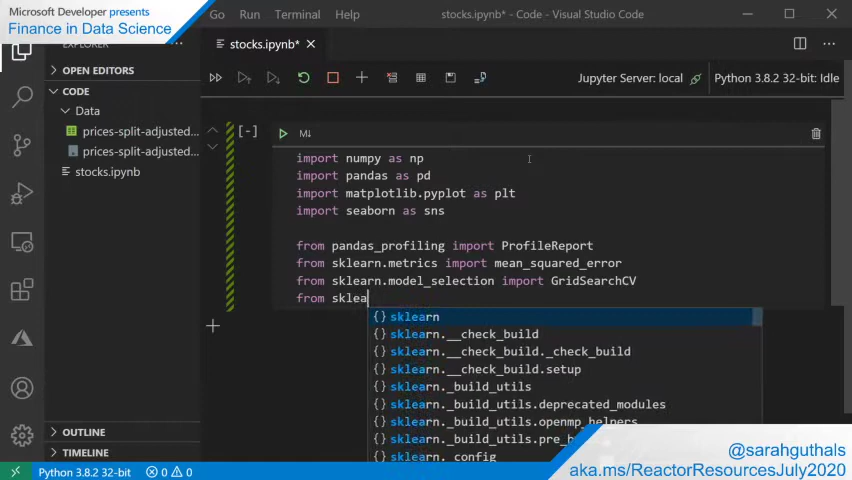 Microsoft Developer presents
Finance in Data Science
Go Run Terminal Help
stocks.ipynb* - Code - Visual Studio Code
EXPLORER
stocks.ipynb*
OPEN EDITORS
CODE
Data
prices-split-adjusted...
prices-split-adjusted...
stocks.ipynb
OUTLINE
TIMELINE
Jupyter Server: local
Python 3.8.2 32-bit: Idle
[-]
M↓
import numpy as np
import pandas as pd
import matplotlib.pyplot as plt
import seaborn as sns
from pandas_profiling import ProfileReport
from sklearn.metrics import mean_squared_error
from sklearn.model_selection import GridSearchCV
from sklea
{} sklearn
{} sklearn.__check_build
{} sklearn.__check_build._check_build
{} sklearn.__check_build.setup
{} sklearn._build_utils
{} sklearn._build_utils.deprecated_modules
{} sklearn._build_utils.openmp_helpers
{} sklearn._build_utils.pre_b
{} sklearn._config
Python 3.8.2 32-bit
0 0
@sarahguthals
aka.ms/ReactorResourcesJuly2020